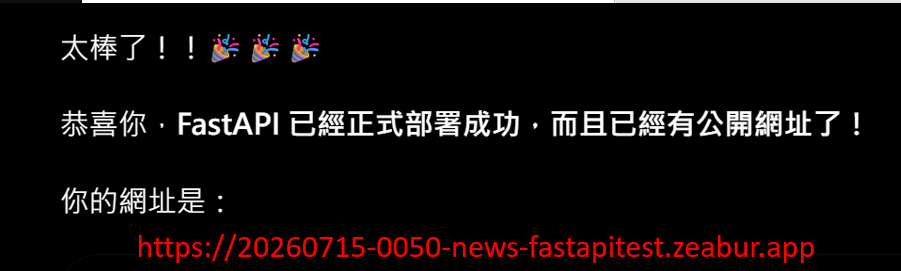 太棒了！！🎉🎉🎉
恭喜你，FastAPI 已經正式部署成功，而且已經有公開網址了！
你的網址是：
https://20260715-0050-news-fastapitest.zeabur.app